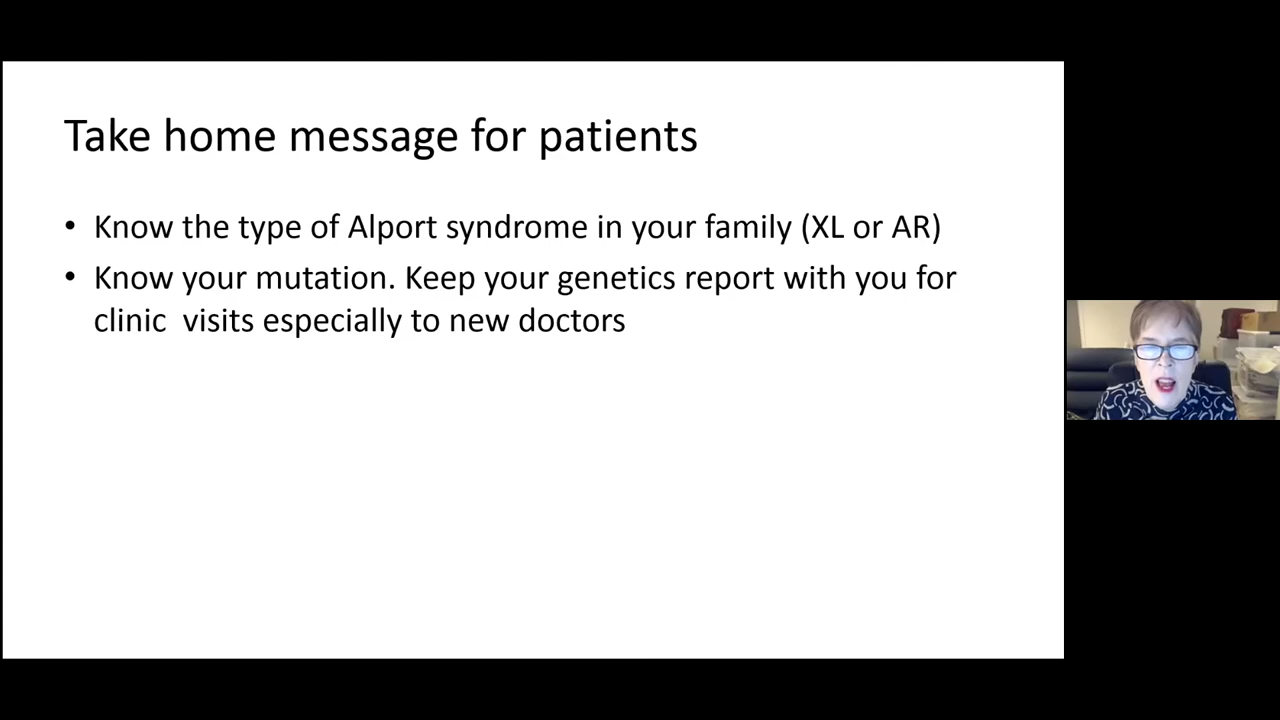 Take home message for patients
• Know the type of Alport syndrome in your family (XL or AR)
• Know your mutation. Keep your genetics report with you for
clinic  visits especially to new doctors